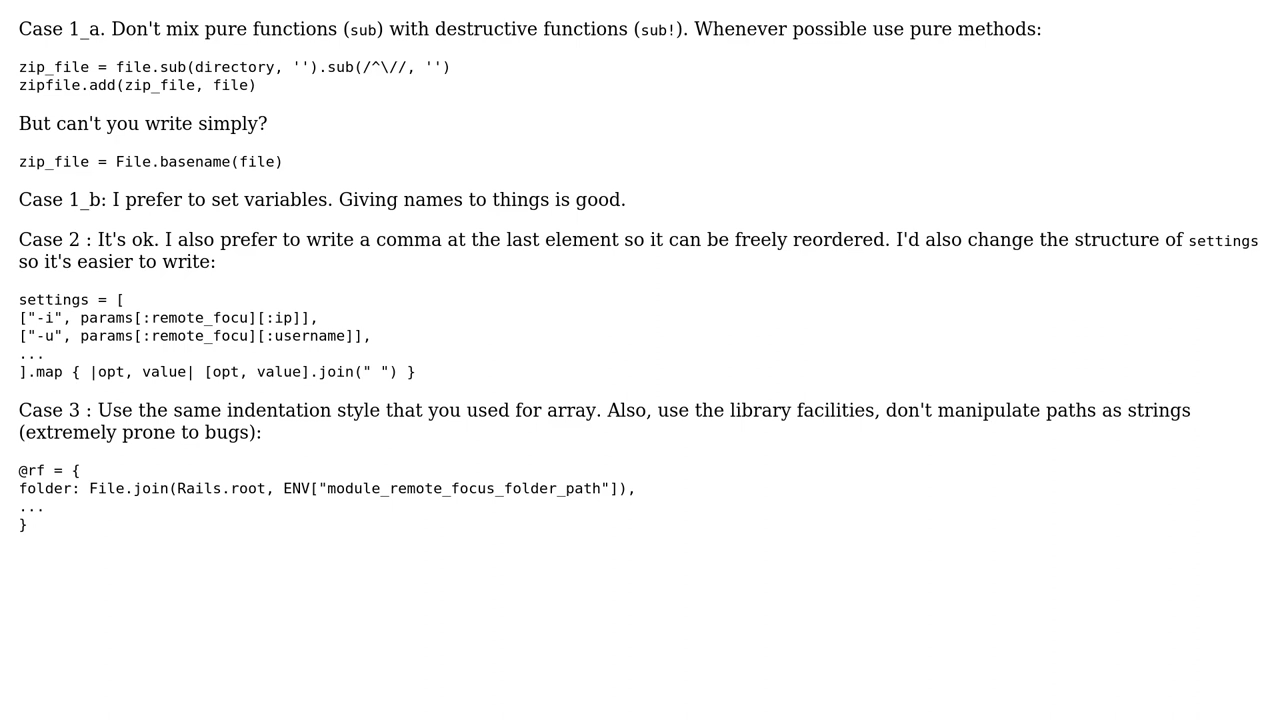 Case 1_a. Don't mix pure functions (sub) with destructive functions (sub!). Whenever possible use pure methods:
zip_file = file.sub(directory, '').sub(/^\//, '')
zipfile.add(zip_file, file)
But can't you write simply?
zip_file = File.basename(file)
Case 1_b: I prefer to set variables. Giving names to things is good.
Case 2 : It's ok. I also prefer to write a comma at the last element so it can be freely reordered. I'd also change the structure of settings
so it's easier to write:
settings = [
["-i", params[:remote_focu][:ip]],
["-u", params[:remote_focu][:username]],
...
].map { |opt, value| [opt, value].join(" ") }
Case 3 : Use the same indentation style that you used for array. Also, use the library facilities, don't manipulate paths as strings
(extremely prone to bugs):
@rf = {
folder: File.join(Rails.root, ENV["module_remote_focus_folder_path"]),
...
}